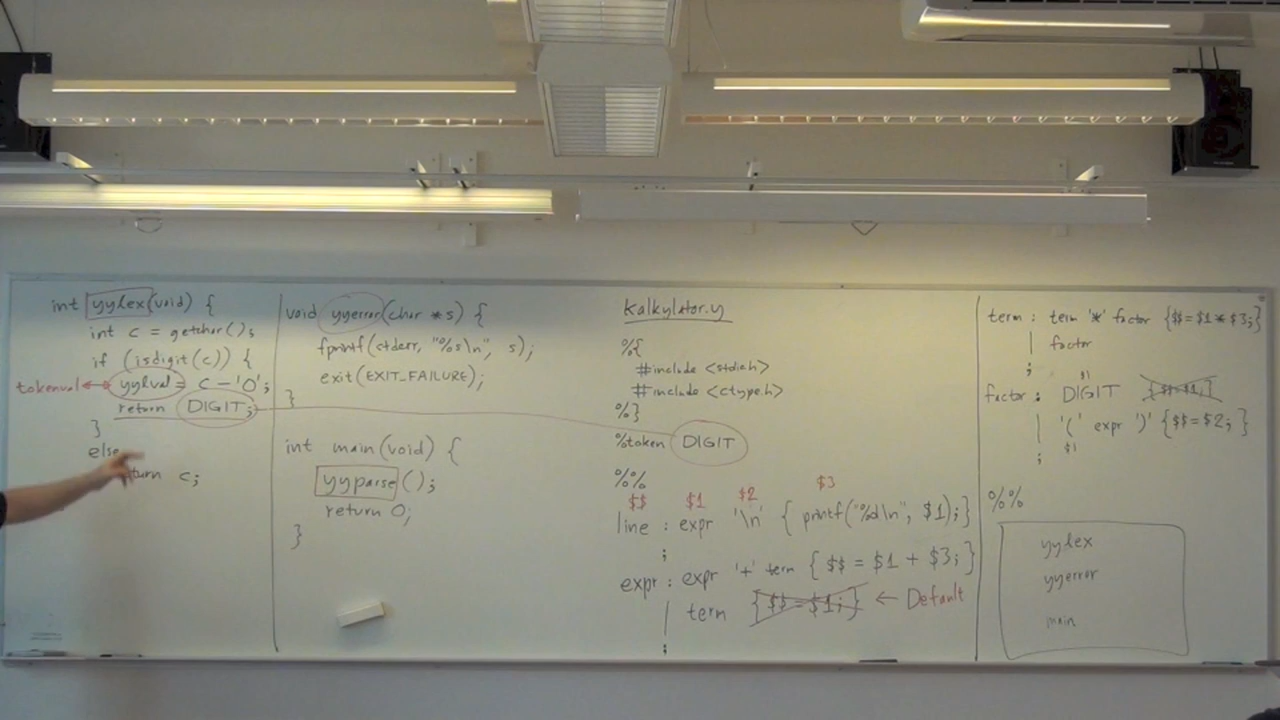 int yylex(void) {
int c = getchar();
if (isdigit(c)) {
tokenval ← yylval = c - '0';
return DIGIT;
}
else
c;
void yyerror(char *s) {
fprintf(stderr, "%s\n", s);
exit(EXIT_FAILURE);
}
int main(void) {
yyparse();
return 0;
}
Kalkylator.y
%{
#include <stdio.h>
#include <ctype.h>
%}
%token DIGIT
%%
$$ $1 $2 $3
line : expr '\n' { printf("%d\n", $1);}
;
expr : expr '+' term { $$ = $1 + $3; }
| term { $$ = $1; } ← Default
;
term : term '*' factor {$$=$1*$3;}
| factor
;
$1
factor : DIGIT {$$=$1;}
| '(' expr ')' {$$=$2; }
$1
;
%%
yylex
yyerror
main